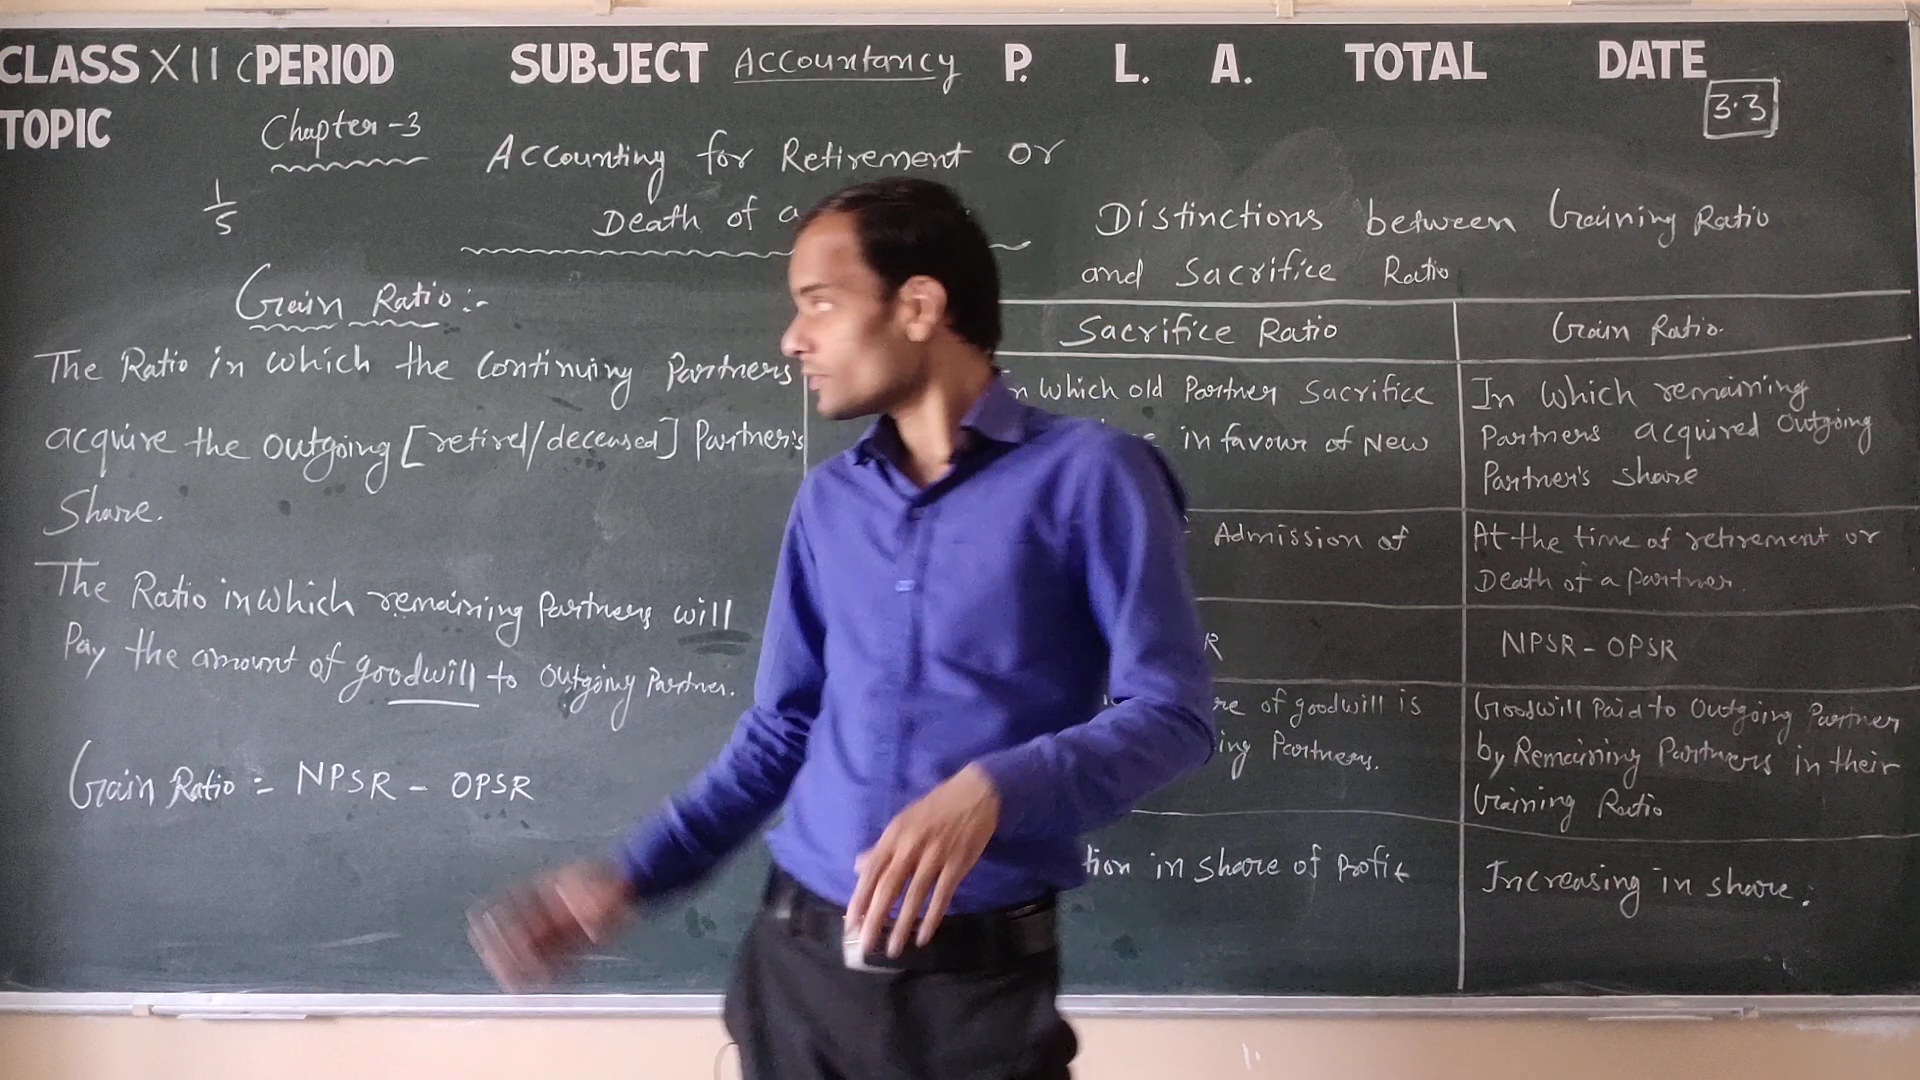 CLASS XII C PERIOD SUBJECT Accountancy P. L. A. TOTAL DATE
TOPIC
3.3
Chapter-3
Accounting for Retirement or
Death of a
1/5
Gain Ratio:-
The Ratio in which the Continuing Partners
acquire the outgoing [retired/deceased] Partner's
Share.
The Ratio in which remaining Partners will
Pay the amount of goodwill to outgoing Partner.
Gain Ratio = NPSR - OPSR
Distinctions between Gaining Ratio
and Sacrifice Ratio
Sacrifice Ratio
which old Partner Sacrifice
in favour of New
Admission of
R
of goodwill is
Partners.
in share of profit
Gain Ratio.
In which remaining
Partners acquired outgoing
Partner's share
At the time of retirement or
Death of a partner.
NPSR - OPSR
Goodwill Paid to Outgoing Partner
by Remaining Partners in their
Gaining Ratio
Increasing in share.